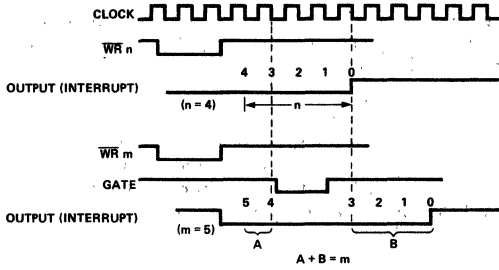 CLOCK
WR n
4 3 2 1 0
OUTPUT (INTERRUPT)
(n = 4) n
WR m
GATE
5 4 3 2 1 0
OUTPUT (INTERRUPT)
(m = 5)
A B
A + B = m